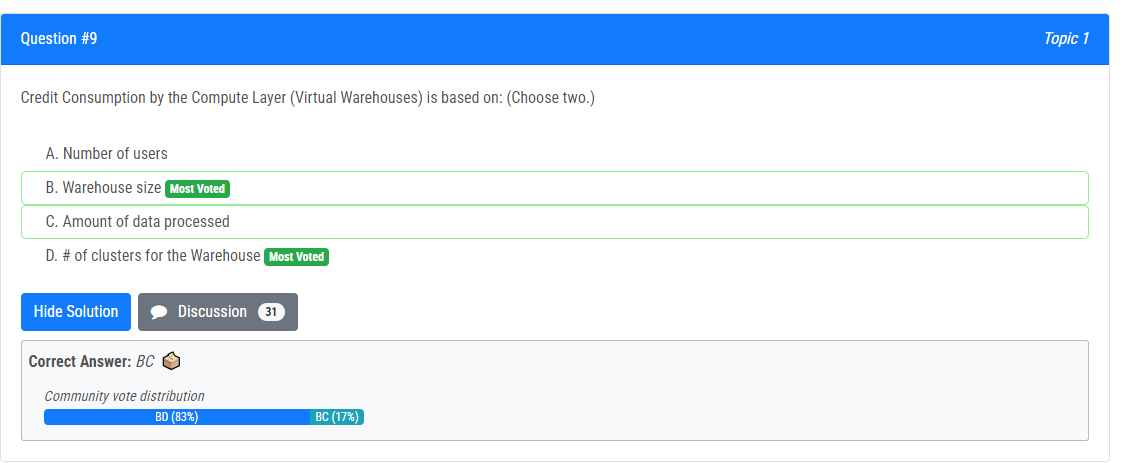 Question #9 Topic 1
Credit Consumption by the Compute Layer (Virtual Warehouses) is based on: (Choose two.)
A. Number of users
B. Warehouse size Most Voted
C. Amount of data processed
D. # of clusters for the Warehouse Most Voted
Hide Solution Discussion 31
Correct Answer: BC
Community vote distribution
BD (83%) BC (17%)